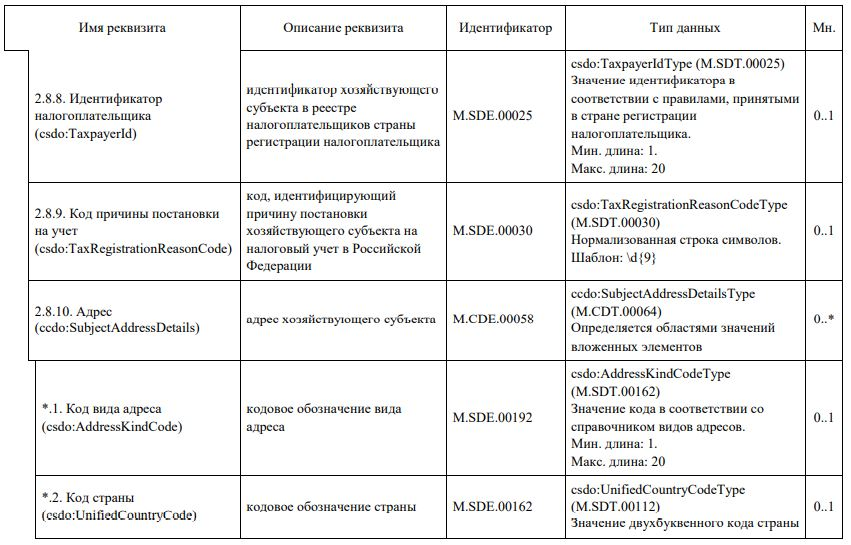 Имя реквизита
Описание реквизита
Идентификатор
Тип данных
Мн.
2.8.8. Идентификатор
налогоплательщика
(csdo:TaxpayerId)
идентификатор хозяйствующего
субъекта в реестре
налогоплательщиков страны
регистрации налогоплательщика
M.SDE.00025
csdo:TaxpayerIdType (M.SDT.00025)
Значение идентификатора в
соответствии с правилами, принятыми
в стране регистрации
налогоплательщика.
Мин. длина: 1.
Макс. длина: 20
0..1
2.8.9. Код причины постановки
на учет
(csdo:TaxRegistrationReasonCode)
код, идентифицирующий
причину постановки
хозяйствующего субъекта на
налоговый учет в Российской
Федерации
M.SDE.00030
csdo:TaxRegistrationReasonCodeType
(M.SDT.00030)
Нормализованная строка символов.
Шаблон: \d{9}
0..1
2.8.10. Адрес
(ccdo:SubjectAddressDetails)
адрес хозяйствующего субъекта
M.CDE.00058
ccdo:SubjectAddressDetailsType
(M.CDT.00064)
Определяется областями значений
вложенных элементов
0..*
*.1. Код вида адреса
(csdo:AddressKindCode)
кодовое обозначение вида
адреса
M.SDE.00192
csdo:AddressKindCodeType
(M.SDT.00162)
Значение кода в соответствии со
справочником видов адресов.
Мин. длина: 1.
Макс. длина: 20
0..1
*.2. Код страны
(csdo:UnifiedCountryCode)
кодовое обозначение страны
M.SDE.00162
csdo:UnifiedCountryCodeType
(M.SDT.00112)
Значение двухбуквенного кода страны
0..1